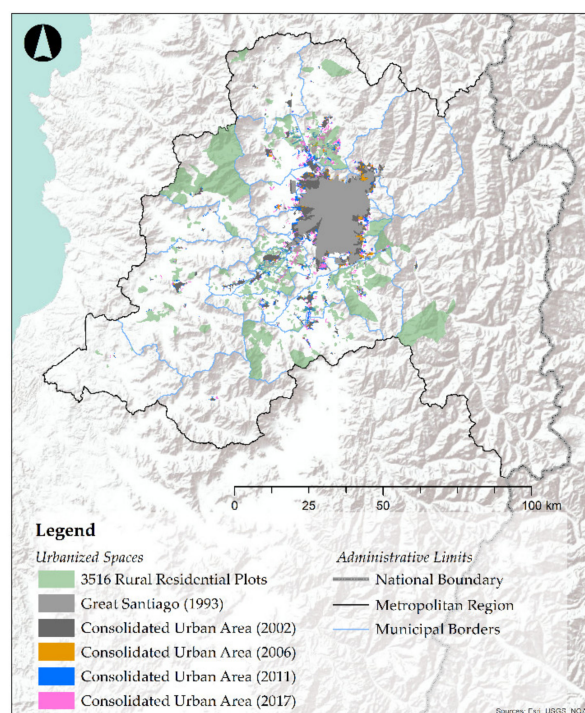 0 25 50 100 km
Legend
Urbanized Spaces
3516 Rural Residential Plots
Great Santiago (1993)
Consolidated Urban Area (2002)
Consolidated Urban Area (2006)
Consolidated Urban Area (2011)
Consolidated Urban Area (2017)
Administrative Limits
National Boundary
Metropolitan Region
Municipal Borders
Sources: Esri, USGS, NO